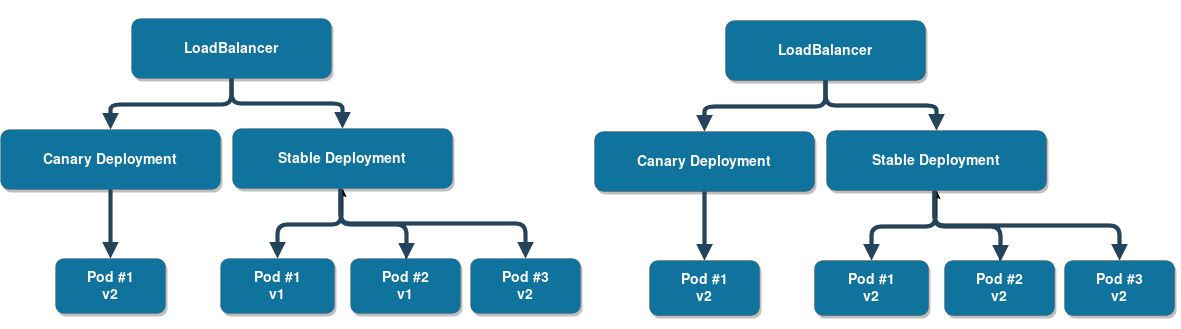 LoadBalancer
Canary Deployment
Stable Deployment
Pod #1
v2
Pod #1
v1
Pod #2
v1
Pod #3
v2
LoadBalancer
Canary Deployment
Stable Deployment
Pod #1
v2
Pod #1
v2
Pod #2
v2
Pod #3
v2